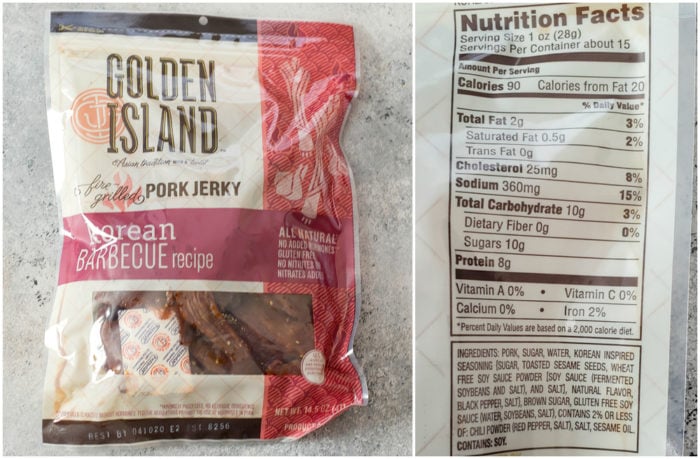 GOLDEN
ISLAND
Asian tradition WITH A twist
fire
grilled PORK JERKY
Korean
BARBECUE recipe
ALL NATURAL
NO ADDED HORMONES
GLUTEN FREE
NO NITRITES OR
NITRATES ADDED
NET WT. 14.5 OZ
BEST BY 041020 E2 EST. 8256
Nutrition Facts
Serving Size 1 oz (28g)
Servings Per Container about 15
Amount Per Serving
Calories 90 Calories from Fat 20
% Daily Value*
Total Fat 2g 3%
Saturated Fat 0.5g 2%
Trans Fat 0g
Cholesterol 25mg 8%
Sodium 360mg 15%
Total Carbohydrate 10g 3%
Dietary Fiber 0g 0%
Sugars 10g
Protein 8g
Vitamin A 0% • Vitamin C 0%
Calcium 0% • Iron 2%
*Percent Daily Values are based on a 2,000 calorie diet.
INGREDIENTS: PORK, SUGAR, WATER, KOREAN INSPIRED
SEASONING [SUGAR, TOASTED SESAME SEEDS, WHEAT
FREE SOY SAUCE POWDER (SOY SAUCE (FERMENTED
SOYBEANS AND SALT), AND SALT), NATURAL FLAVOR,
BLACK PEPPER, SALT], BROWN SUGAR, GLUTEN FREE SOY
SAUCE (WATER, SOYBEANS, SALT), CONTAINS 2% OR LESS
OF: CHILI POWDER (RED PEPPER, SALT), SALT, SESAME OIL.
CONTAINS: SOY.